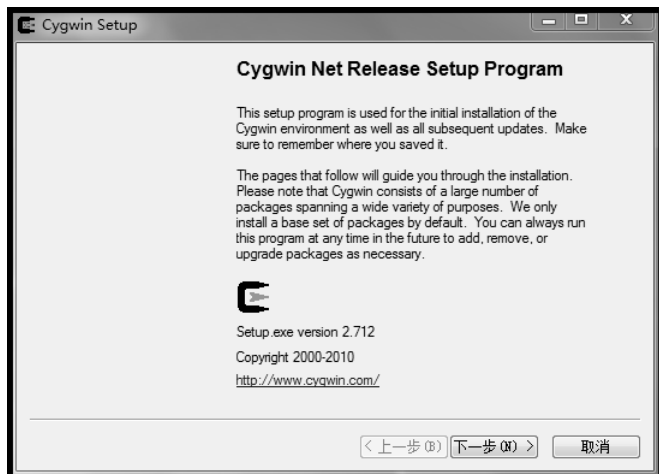 Cygwin Setup
Cygwin Net Release Setup Program
This setup program is used for the initial installation of the
Cygwin environment as well as all subsequent updates. Make
sure to remember where you saved it.
The pages that follow will guide you through the installation.
Please note that Cygwin consists of a large number of
packages spanning a wide variety of purposes. We only
install a base set of packages by default. You can always run
this program at any time in the future to add, remove, or
upgrade packages as necessary.
Setup.exe version 2.712
Copyright 2000-2010
http://www.cygwin.com/
< 上一步(B) 下一步(N) > 取消